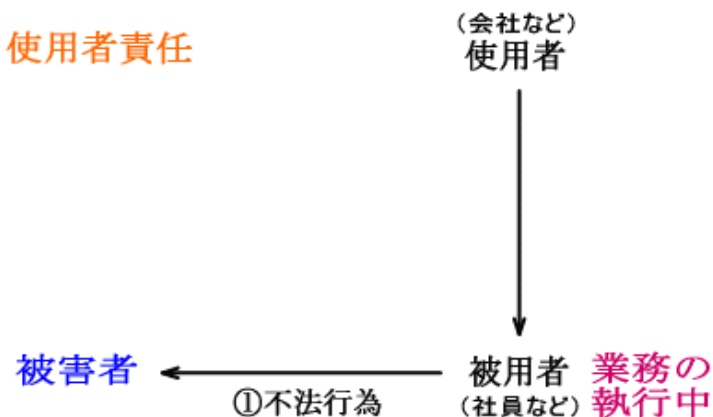 使用者責任
（会社など）
使用者
被害者
①不法行為
被用者
（社員など）
業務の
執行中